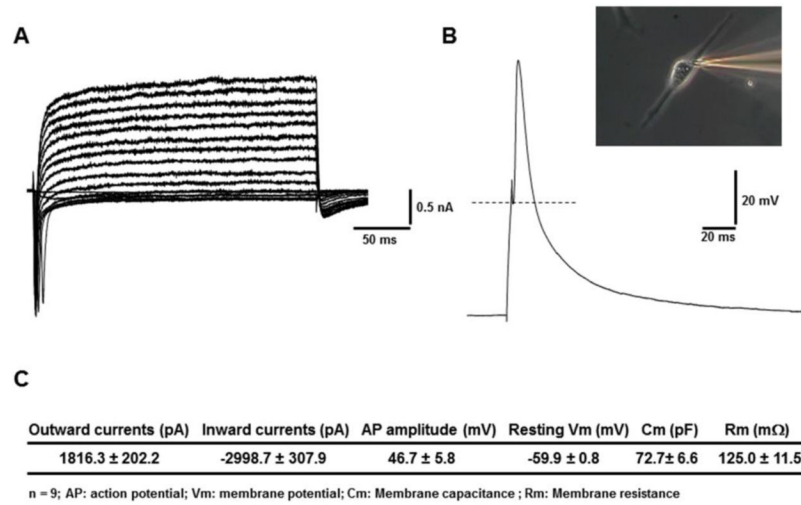 A
B
0.5 nA
50 ms
20 mV
20 ms
C
Outward currents (pA) Inward currents (pA) AP amplitude (mV) Resting Vm (mV) Cm (pF) Rm (mΩ)
1816.3 ± 202.2 -2998.7 ± 307.9 46.7 ± 5.8 -59.9 ± 0.8 72.7± 6.6 125.0 ± 11.5
n = 9; AP: action potential; Vm: membrane potential; Cm: Membrane capacitance ; Rm: Membrane resistance